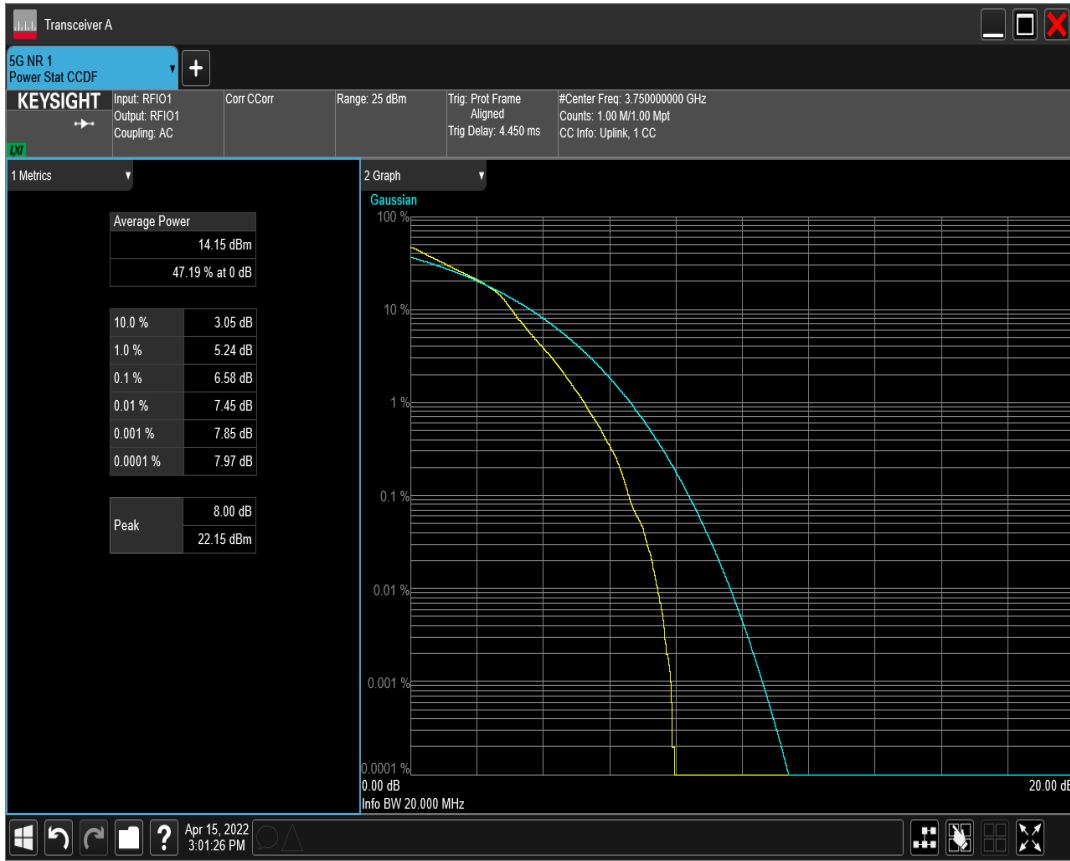 Transceiver A
5G NR 1
Power Stat CCDF
+
KEYSIGHT
LXI
Input: RFIO1
Output: RFIO1
Coupling: AC
Corr CCorr
Range: 25 dBm
Trig: Prot Frame
Aligned
Trig Delay: 4.450 ms
#Center Freq: 3.750000000 GHz
Counts: 1.00 M/1.00 Mpt
CC Info: Uplink, 1 CC
1 Metrics
Average Power
14.15 dBm
47.19 % at 0 dB
10.0 % 3.05 dB
1.0 % 5.24 dB
0.1 % 6.58 dB
0.01 % 7.45 dB
0.001 % 7.85 dB
0.0001 % 7.97 dB
Peak
8.00 dB
22.15 dBm
2 Graph
Gaussian
100 %
10 %
1 %
0.1 %
0.01 %
0.001 %
0.0001 %
0.00 dB
20.00 dB
Info BW 20.000 MHz
?
Apr 15, 2022
3:01:26 PM